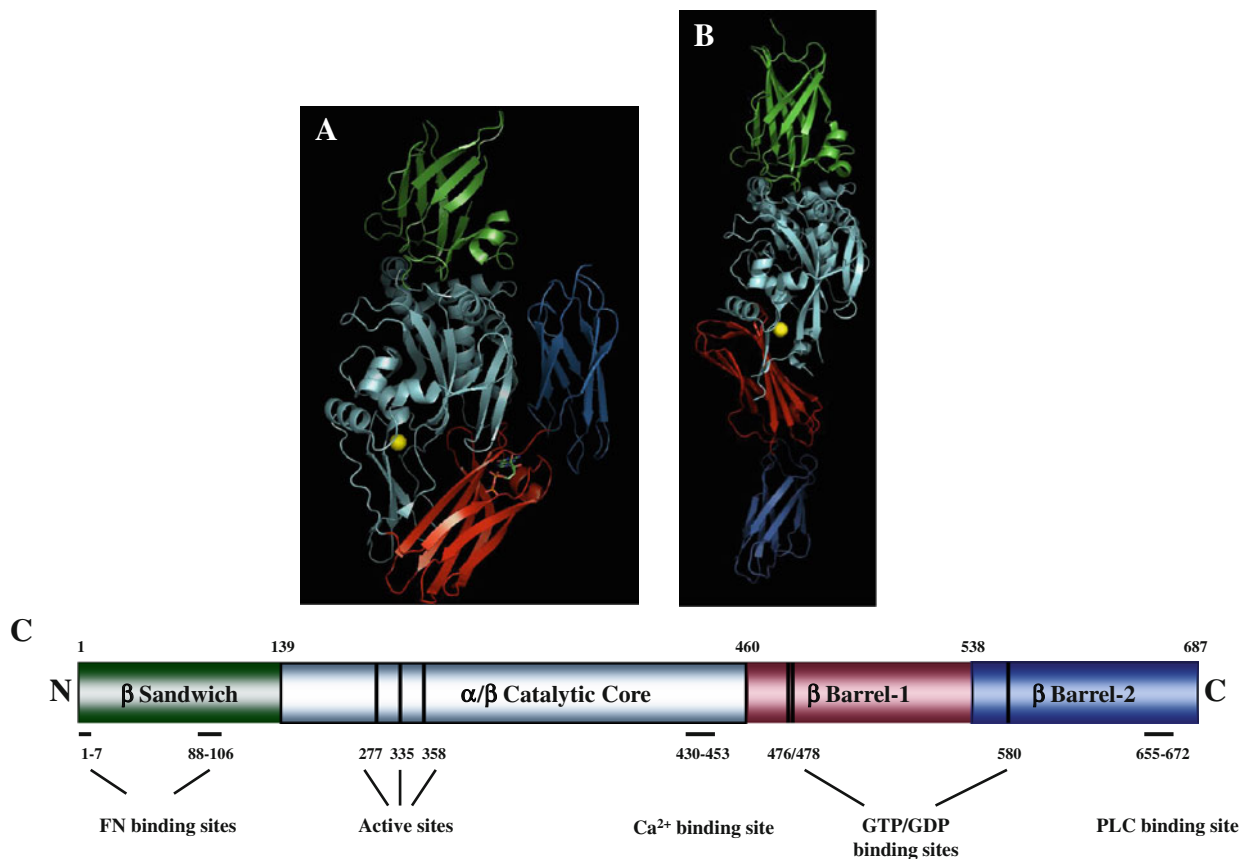 A
B
C
1 139 460 538 687
N β Sandwich α/β Catalytic Core β Barrel-1 β Barrel-2 C
1-7 88-106 277 335 358 430-453 476/478 580 655-672
FN binding sites Active sites Ca²⁺ binding site GTP/GDP PLC binding site
binding sites